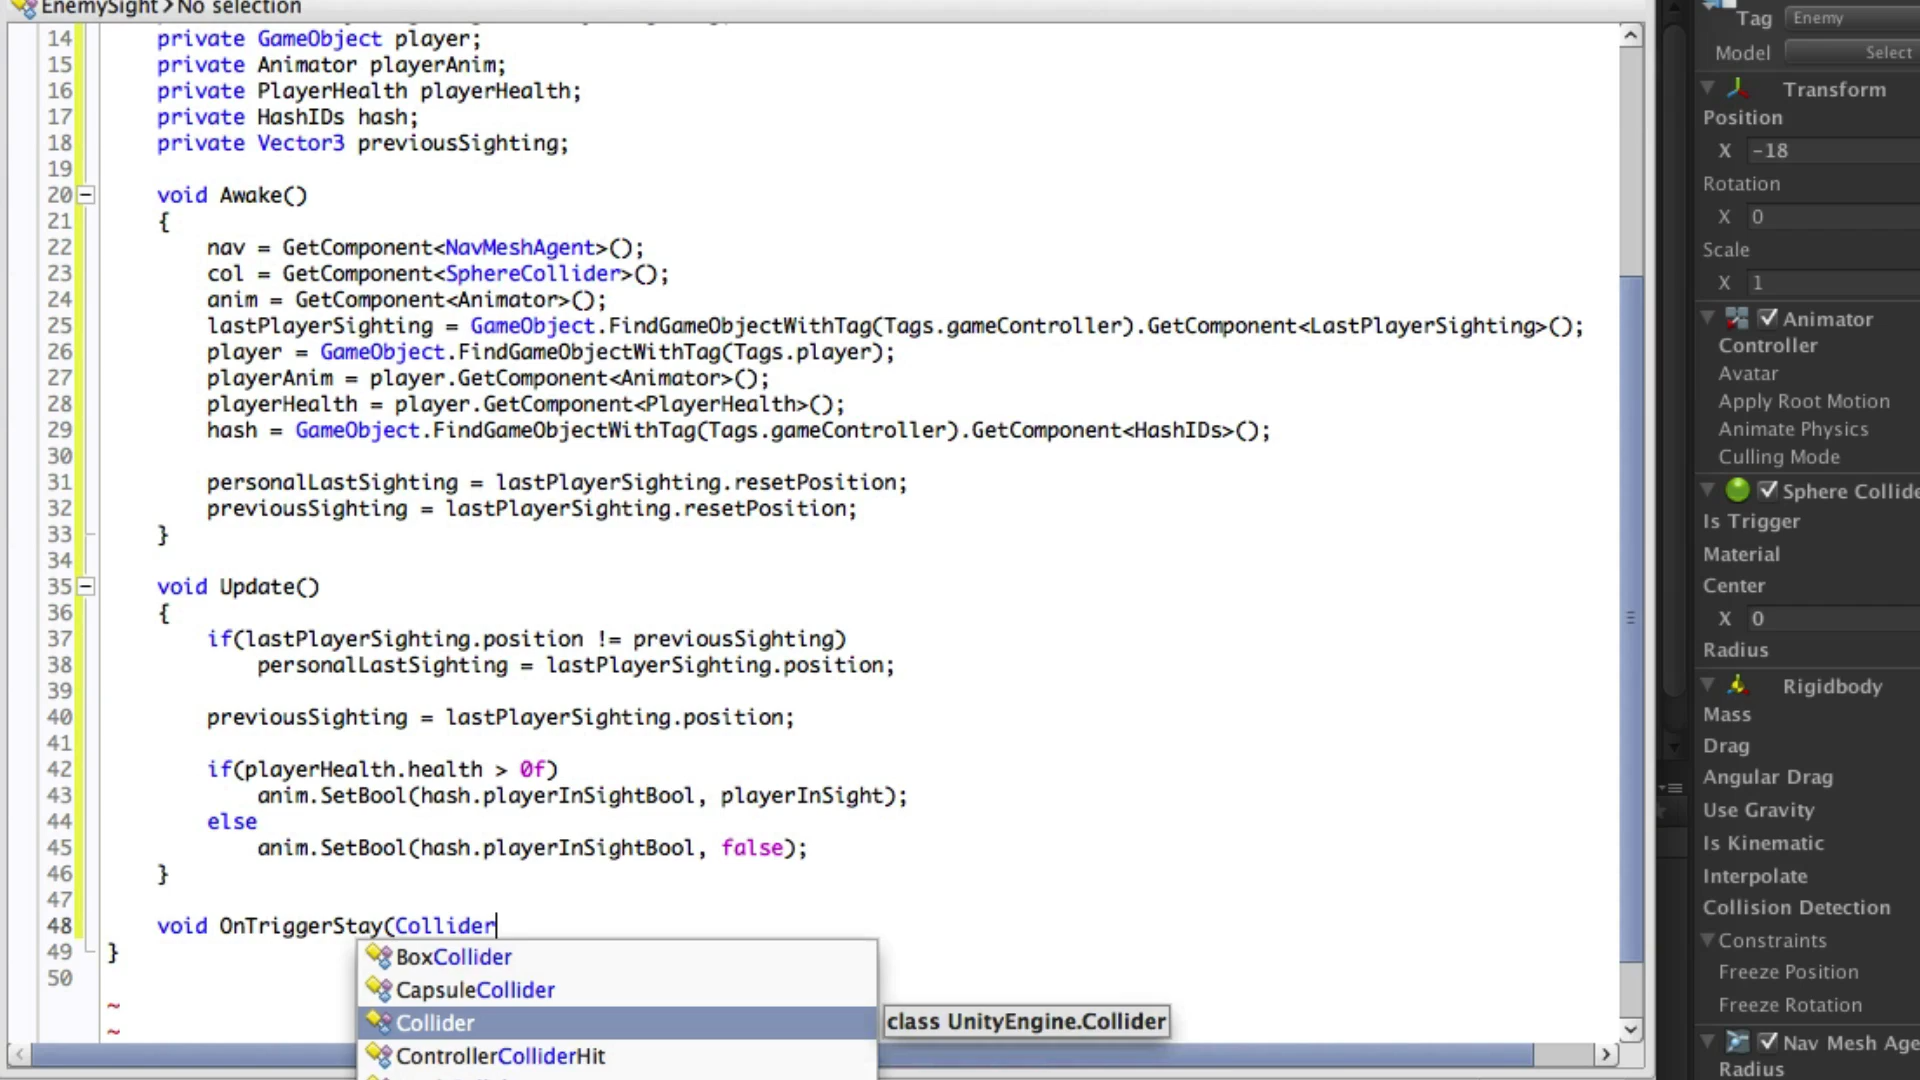 EnemySight > No selection
14 private GameObject player;
15 private Animator playerAnim;
16 private PlayerHealth playerHealth;
17 private HashIDs hash;
18 private Vector3 previousSighting;
19
20 void Awake()
21 {
22 nav = GetComponent<NavMeshAgent>();
23 col = GetComponent<SphereCollider>();
24 anim = GetComponent<Animator>();
25 lastPlayerSighting = GameObject.FindGameObjectWithTag(Tags.gameController).GetComponent<LastPlayerSighting>();
26 player = GameObject.FindGameObjectWithTag(Tags.player);
27 playerAnim = player.GetComponent<Animator>();
28 playerHealth = player.GetComponent<PlayerHealth>();
29 hash = GameObject.FindGameObjectWithTag(Tags.gameController).GetComponent<HashIDs>();
30
31 personalLastSighting = lastPlayerSighting.resetPosition;
32 previousSighting = lastPlayerSighting.resetPosition;
33 }
34
35 void Update()
36 {
37 if(lastPlayerSighting.position != previousSighting)
38 personalLastSighting = lastPlayerSighting.position;
39
40 previousSighting = lastPlayerSighting.position;
41
42 if(playerHealth.health > 0f)
43 anim.SetBool(hash.playerInSightBool, playerInSight);
44 else
45 anim.SetBool(hash.playerInSightBool, false);
46 }
47
48 void OnTriggerStay(Collider
49 }
50
~
~
BoxCollider
CapsuleCollider
Collider
ControllerColliderHit
class UnityEngine.Collider
Tag Enemy
Model Select
Transform
Position
X -18
Rotation
X 0
Scale
X 1
Animator
Controller
Avatar
Apply Root Motion
Animate Physics
Culling Mode
Sphere Collide
Is Trigger
Material
Center
X 0
Radius
Rigidbody
Mass
Drag
Angular Drag
Use Gravity
Is Kinematic
Interpolate
Collision Detection
Constraints
Freeze Position
Freeze Rotation
Nav Mesh Age
Radius